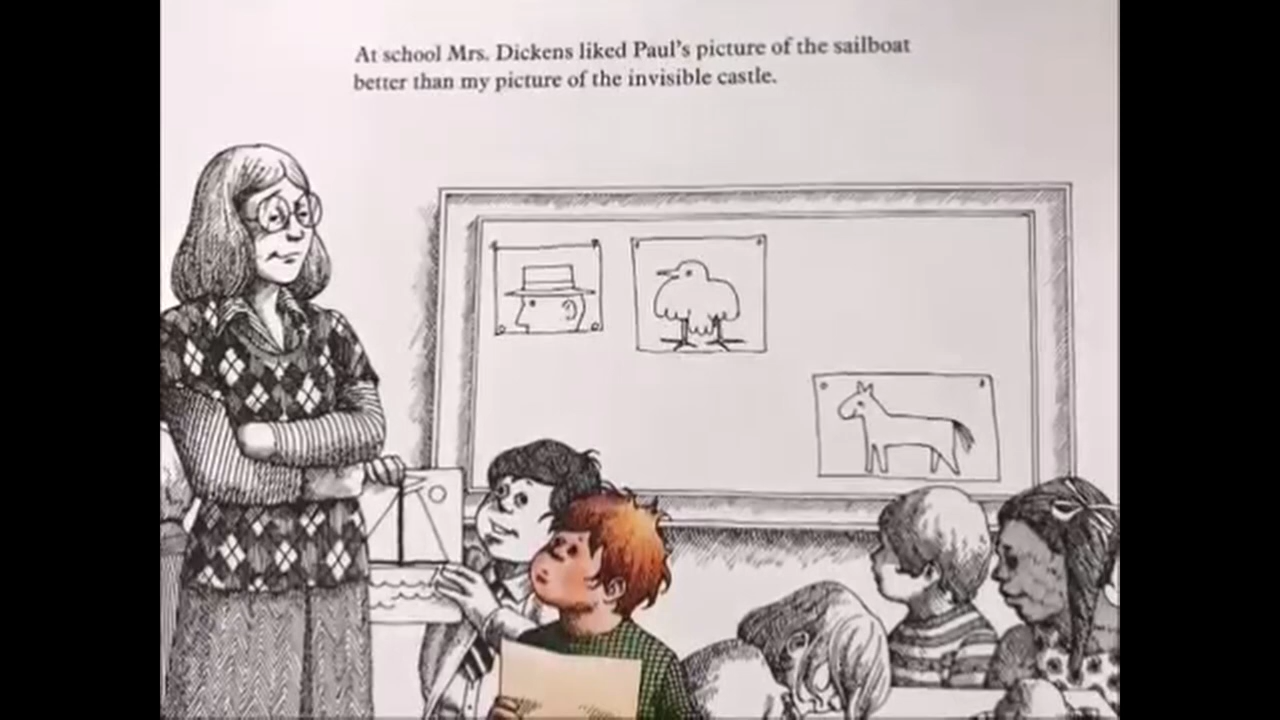 At school Mrs. Dickens liked Paul's picture of the sailboat
better than my picture of the invisible castle.